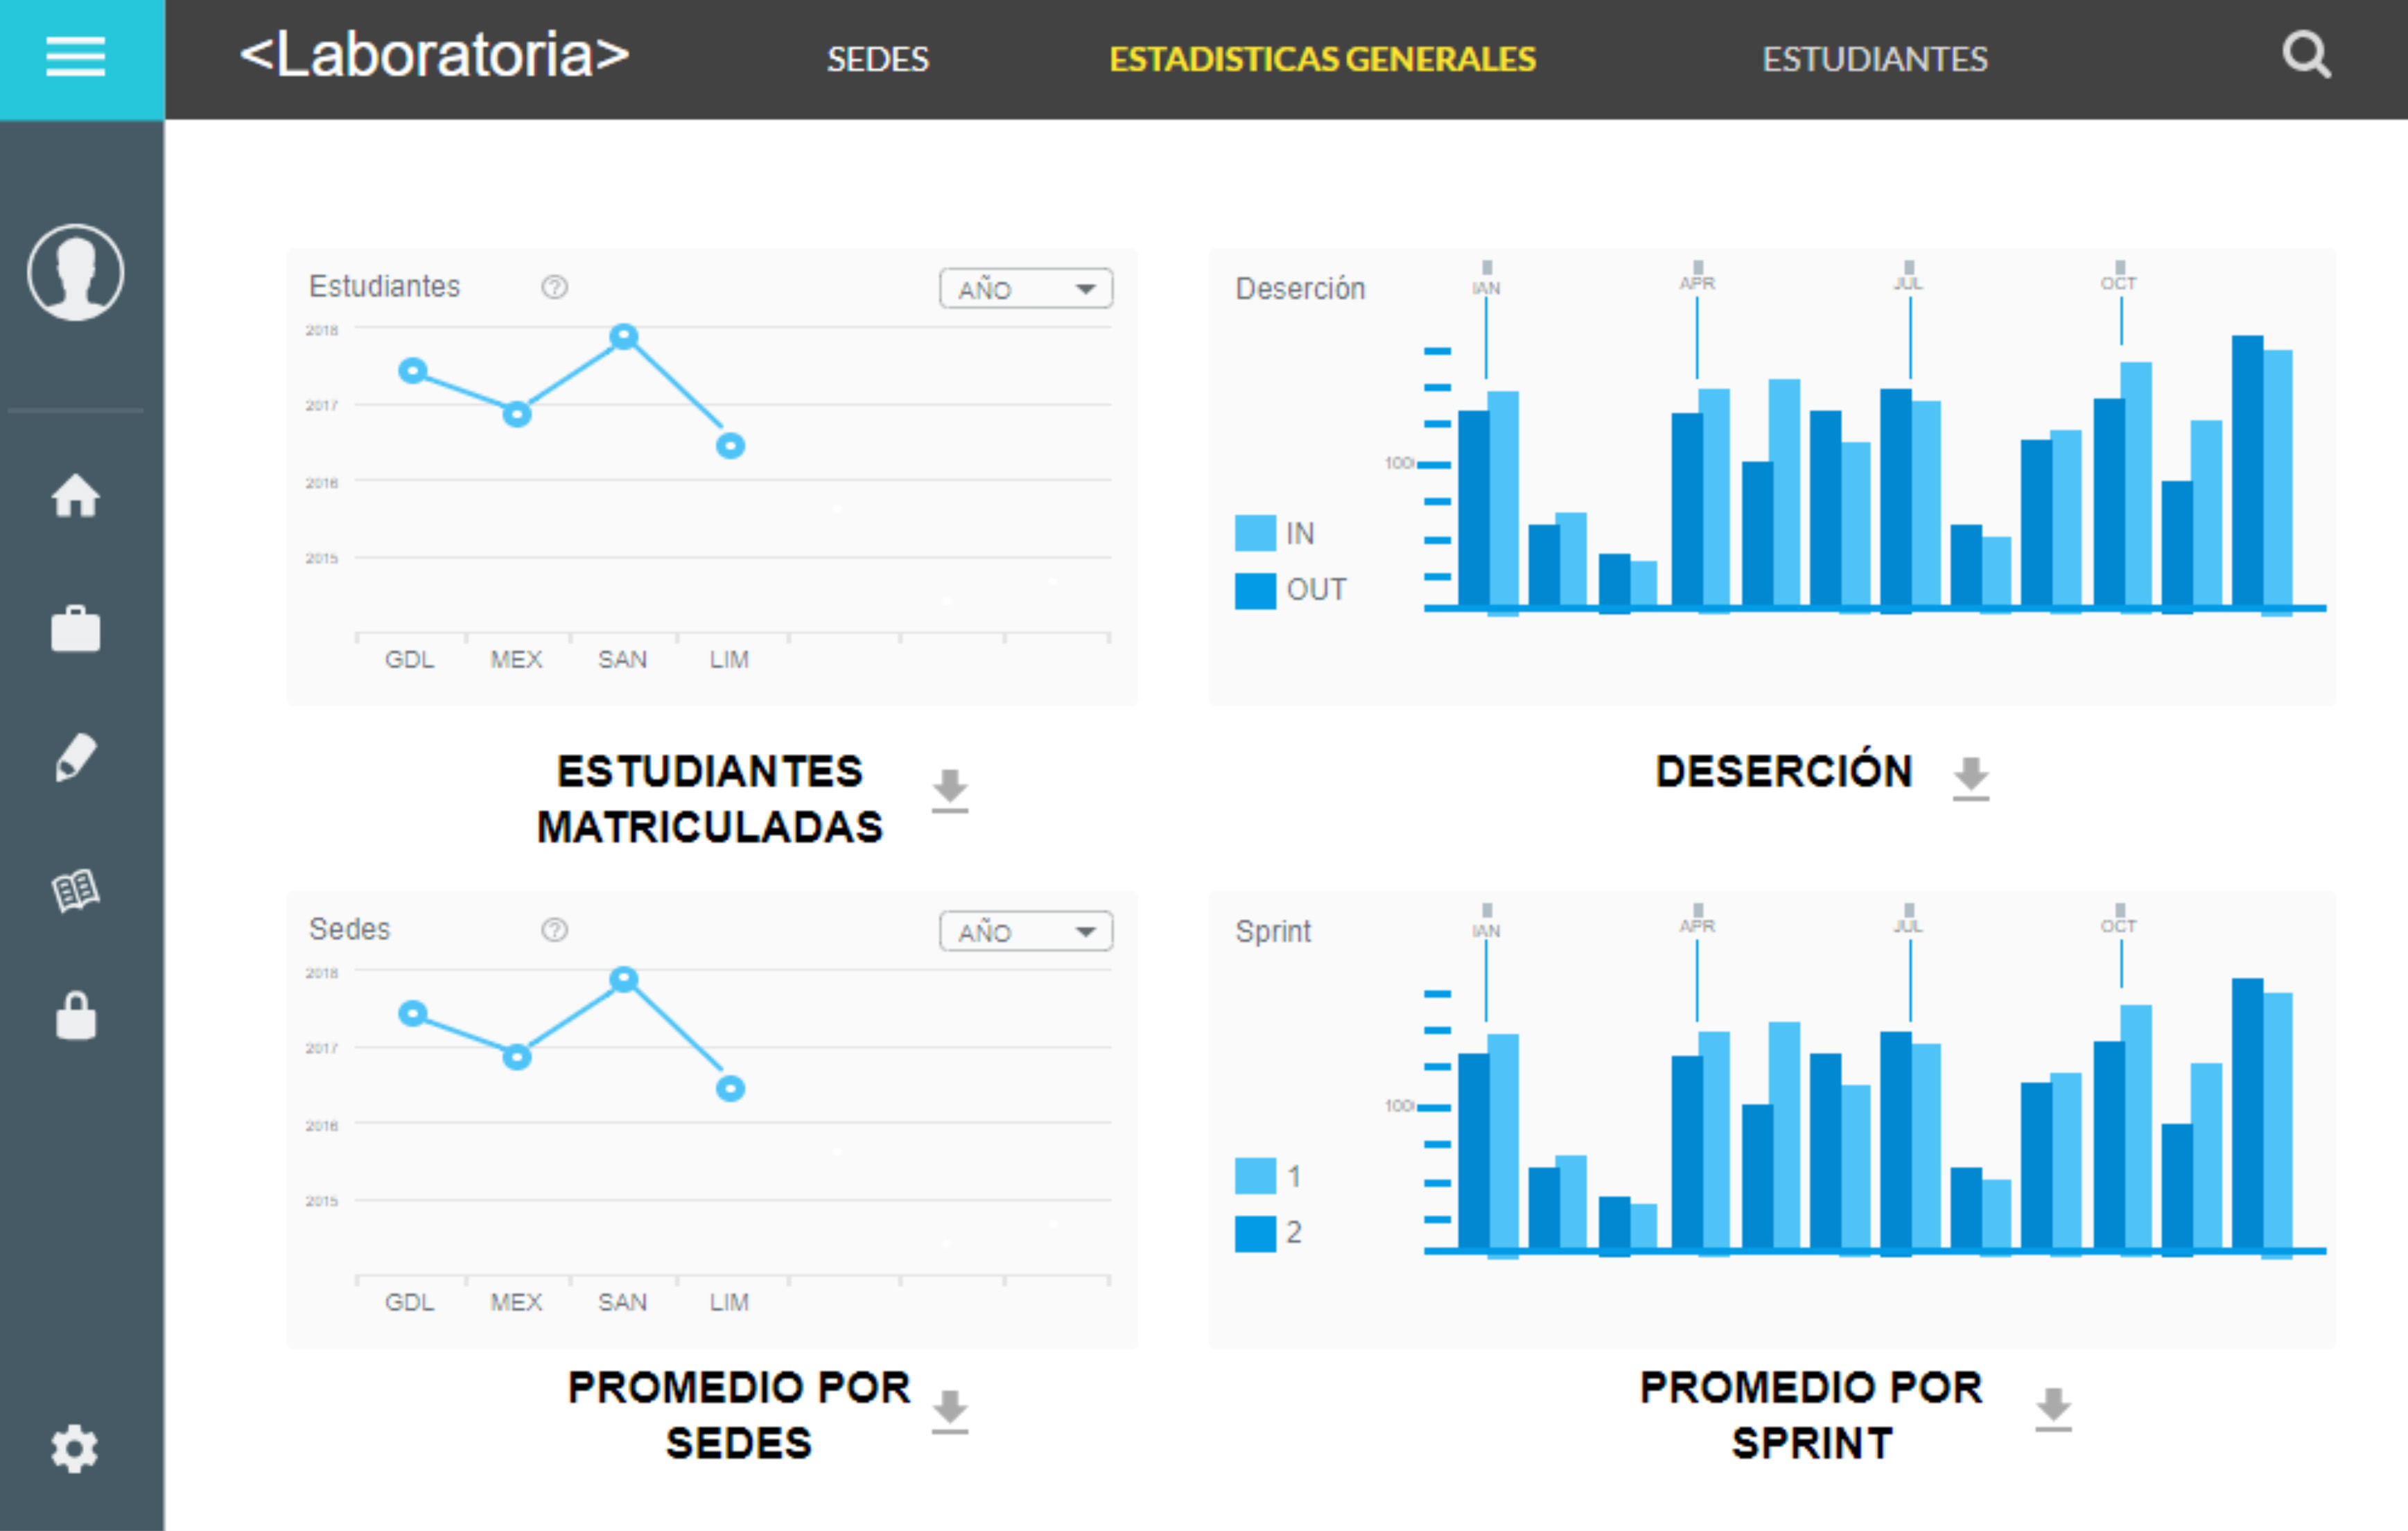 <Laboratoria>
SEDES
ESTADISTICAS GENERALES
ESTUDIANTES
Estudiantes
?
AÑO
2018
2017
2016
2015
GDL MEX SAN LIM
Deserción
IAN APR JUL OCT
100
IN
OUT
ESTUDIANTES
MATRICULADAS
DESERCIÓN
Sedes
?
AÑO
2018
2017
2016
2015
GDL MEX SAN LIM
Sprint
IAN APR JUL OCT
100
1
2
PROMEDIO POR
SEDES
PROMEDIO POR
SPRINT